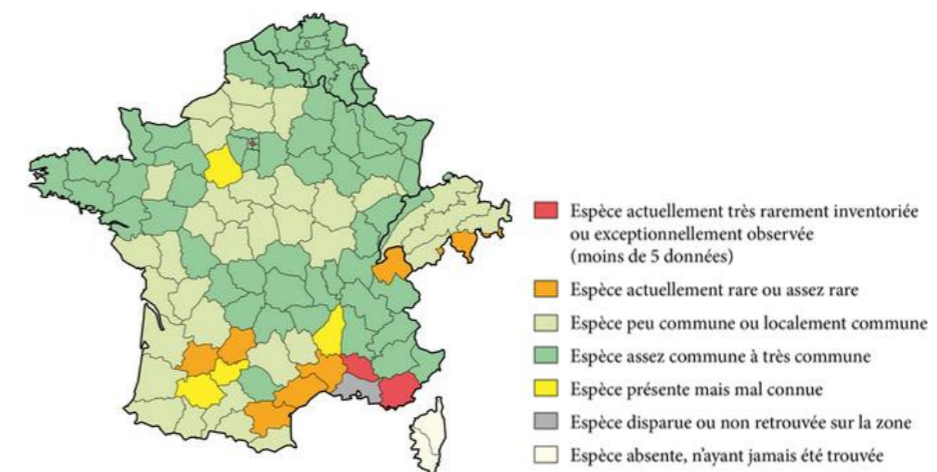 Espèce actuellement très rarement inventoriée
ou exceptionnellement observée
(moins de 5 données)
Espèce actuellement rare ou assez rare
Espèce peu commune ou localement commune
Espèce assez commune à très commune
Espèce présente mais mal connue
Espèce disparue ou non retrouvée sur la zone
Espèce absente, n'ayant jamais été trouvée